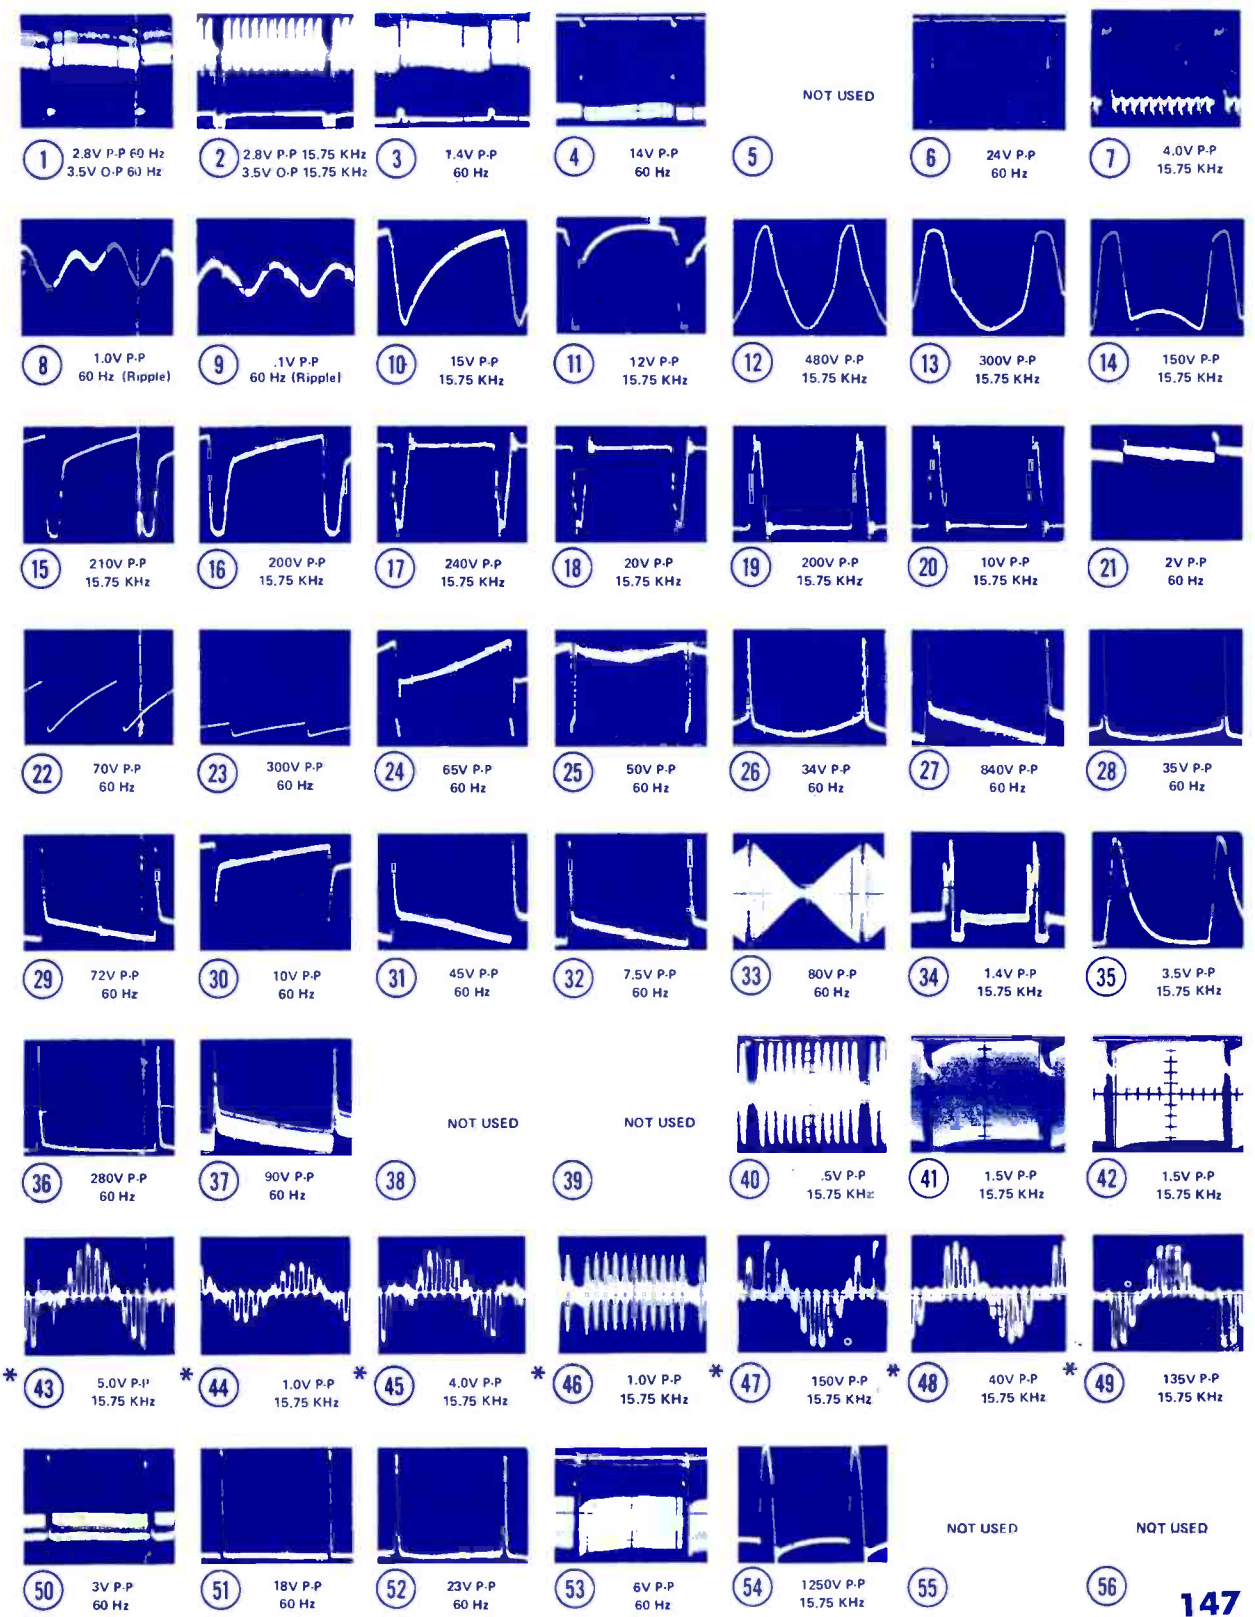 NOT USED
1 2.8V P-P 60 Hz
3.5V O-P 60 Hz
2 2.8V P-P 15.75 KHz
3.5V O-P 15.75 KHz
3 7.4V P-P
60 Hz
4 14V P-P
60 Hz
5
6 24V P-P
60 Hz
7 4.0V P-P
15.75 KHz
8 1.0V P-P
60 Hz (Ripple)
9 .1V P-P
60 Hz (Ripple)
10 15V P-P
15.75 KHz
11 12V P-P
15.75 KHz
12 480V P-P
15.75 KHz
13 300V P-P
15.75 KHz
14 150V P-P
15.75 KHz
15 210V P-P
15.75 KHz
16 200V P-P
15.75 KHz
17 240V P-P
15.75 KHz
18 20V P-P
15.75 KHz
19 200V P-P
15.75 KHz
20 10V P-P
15.75 KHz
21 2V P-P
60 Hz
22 70V P-P
60 Hz
23 300V P-P
60 Hz
24 65V P-P
60 Hz
25 50V P-P
60 Hz
26 34V P-P
60 Hz
27 840V P-P
60 Hz
28 35V P-P
60 Hz
29 72V P-P
60 Hz
30 10V P-P
60 Hz
31 45V P-P
60 Hz
32 7.5V P-P
60 Hz
33 80V P-P
60 Hz
34 1.4V P-P
15.75 KHz
35 3.5V P-P
15.75 KHz
36 280V P-P
60 Hz
37 90V P-P
60 Hz
NOT USED
38
NOT USED
39
40 .5V P-P
15.75 KHz
41 1.5V P-P
15.75 KHz
42 1.5V P-P
15.75 KHz
* 43 5.0V P-P
15.75 KHz
* 44 1.0V P-P
15.75 KHz
* 45 4.0V P-P
15.75 KHz
* 46 1.0V P-P
15.75 KHz
* 47 150V P-P
15.75 KHz
* 48 40V P-P
15.75 KHz
* 49 135V P-P
15.75 KHz
50 3V P-P
60 Hz
51 18V P-P
60 Hz
52 23V P-P
60 Hz
53 6V P-P
60 Hz
54 1250V P-P
15.75 KHz
NOT USED
55
NOT USED
56
147